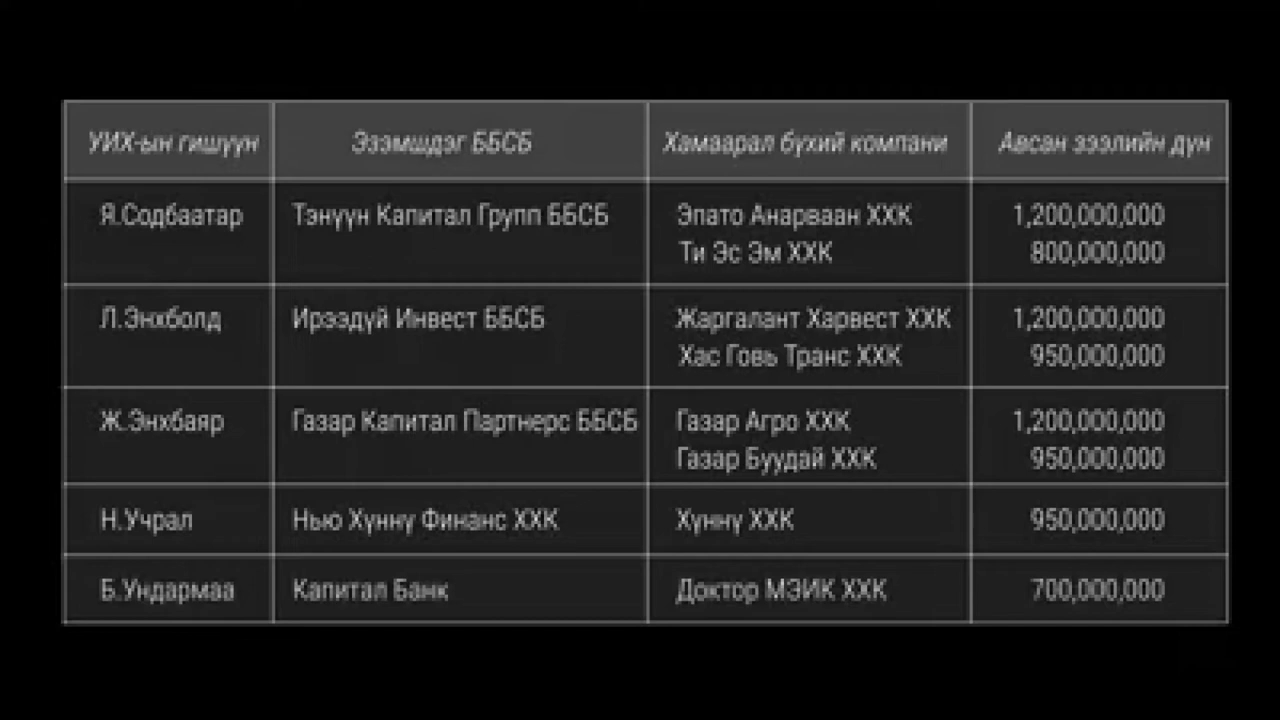 УИХ-ын гишүүн Эзэмшдэг ББСБ Хамаарал бүхий компани Авсан зээлийн дүн
Я.Содбаатар Тэнүүн Капитал Групп ББСБ Эпато Анарваан ХХК 1,200,000,000
Ти Эс Эм ХХК 800,000,000
Л.Энхболд Ирээдүй Инвест ББСБ Жаргалант Харвест ХХК 1,200,000,000
Хас Говь Транс ХХК 950,000,000
Ж.Энхбаяр Газар Капитал Партнерс ББСБ Газар Агро ХХК 1,200,000,000
Газар Буудай ХХК 950,000,000
Н.Учрал Нью Хүннү Финанс ХХК Хүннү ХХК 950,000,000
Б.Ундармаа Капитал Банк Доктор МЭИК ХХК 700,000,000